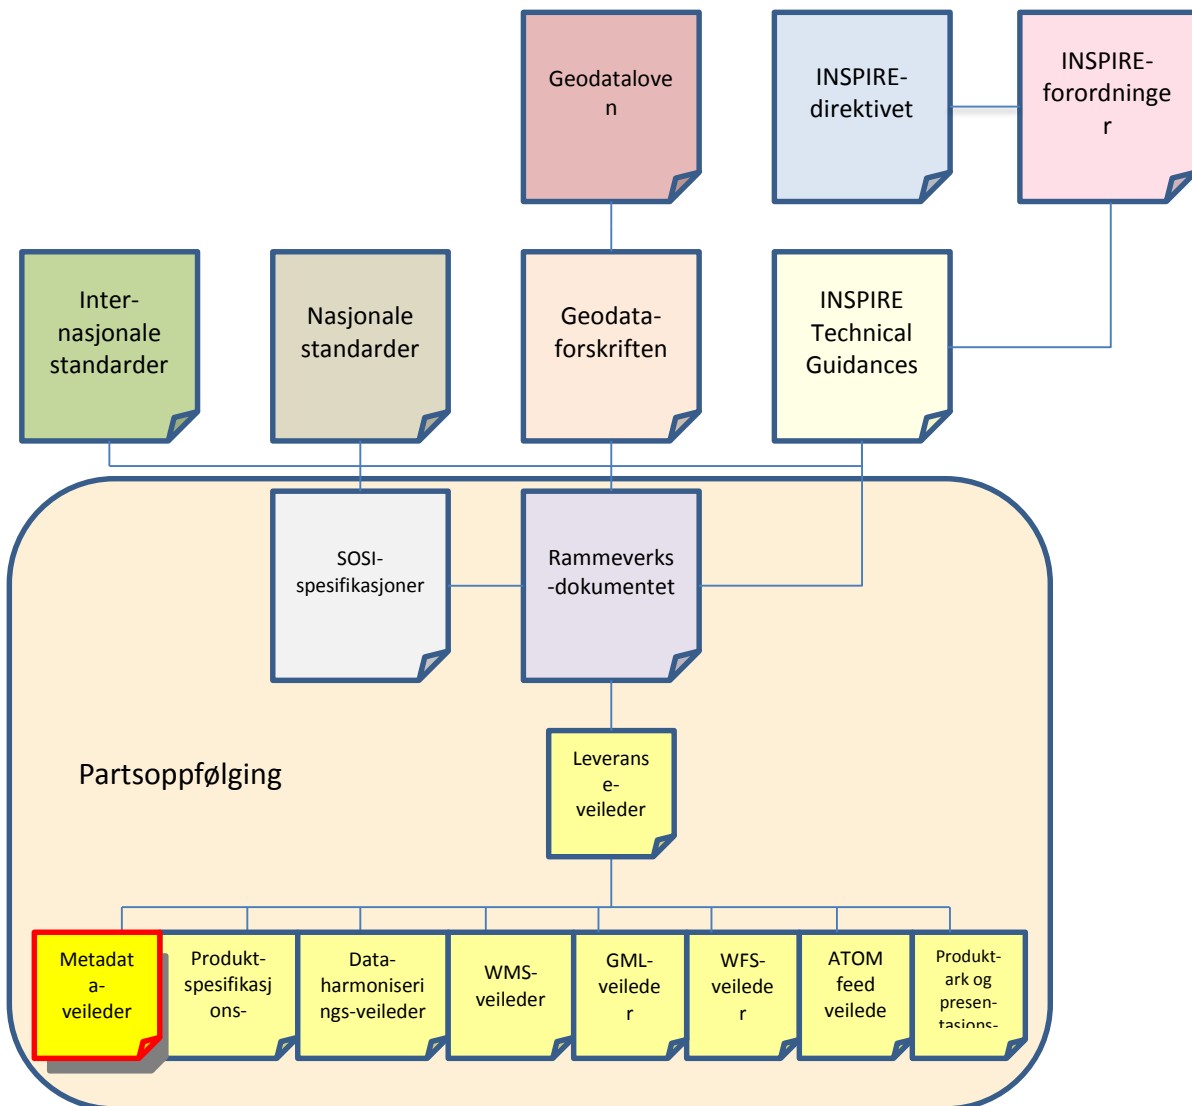 Geodatalove
n
INSPIRE-
direktivet
INSPIRE-
forordninge
r
Inter-
nasjonale
standarder
Nasjonale
standarder
Geodata-
forskriften
INSPIRE
Technical
Guidances
SOSI-
spesifikasjoner
Rammeverks
-dokumentet
Leverans
e-
veileder
Partsoppfølging
Metadat
a-
veileder
Produkt-
spesifikasj
ons-
Data-
harmoniseri
ngs-veileder
WMS-
veileder
GML-
veilede
r
WFS-
veilede
r
ATOM
feed
veilede
Produkt-
ark og
presen-
tasjons-